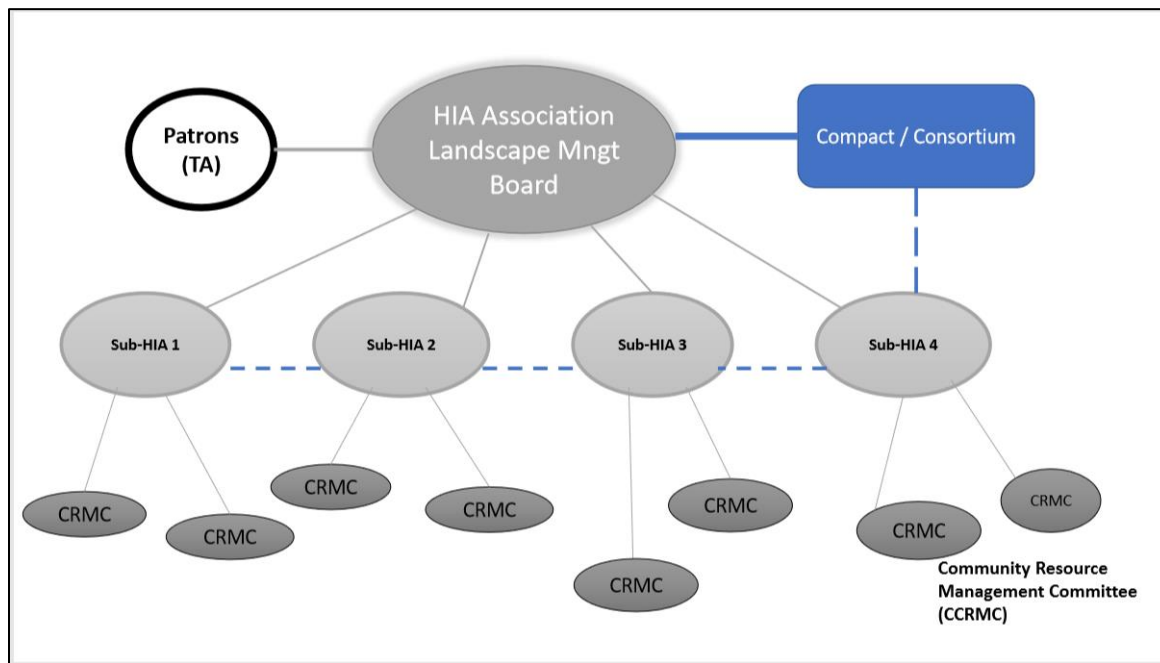 Patrons
(TA)
HIA Association
Landscape Mngt
Board
Compact / Consortium
Sub-HIA 1
Sub-HIA 2
Sub-HIA 3
Sub-HIA 4
CRMC
CRMC
CRMC
CRMC
CRMC
CRMC
CRMC
CRMC
Community Resource
Management Committee
(CCRMC)